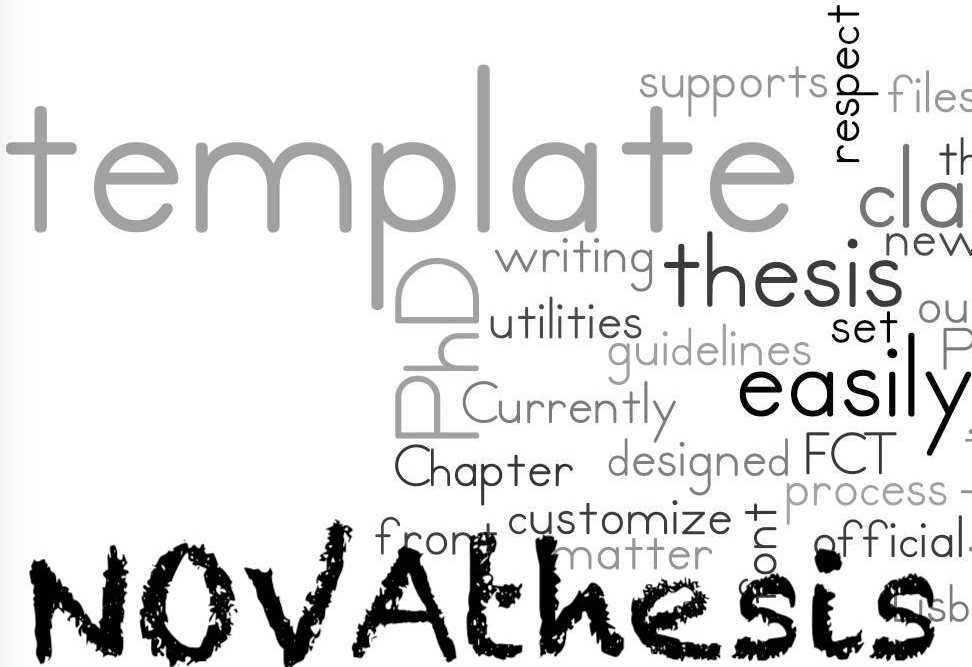 respect
supports
files
template
th
cla
new
writing
thesis
PhD
utilities
set
ou
guidelines
P
easily
Currently
FCT
Chapter
designed
process
customize
front
font
official
matter
isb
NOVAthesis